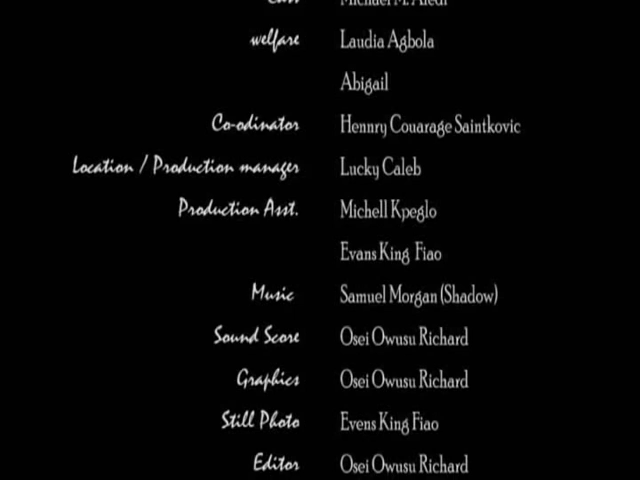 welfare Laudia Agbola
Abigail
Co-odinator Hennry Couarage Saintkovic
Location / Production manager Lucky Caleb
Production Asst. Michell Kpeglo
Evans King Fiao
Music Samuel Morgan (Shadow)
Sound Score Osei Owusu Richard
Graphics Osei Owusu Richard
Still Photo Evens King Fiao
Editor Osei Owusu Richard